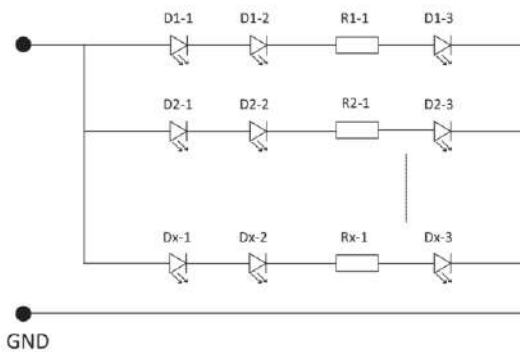 D1-1 D1-2 R1-1 D1-3
D2-1 D2-2 R2-1 D2-3
Dx-1 Dx-2 Rx-1 Dx-3
GND